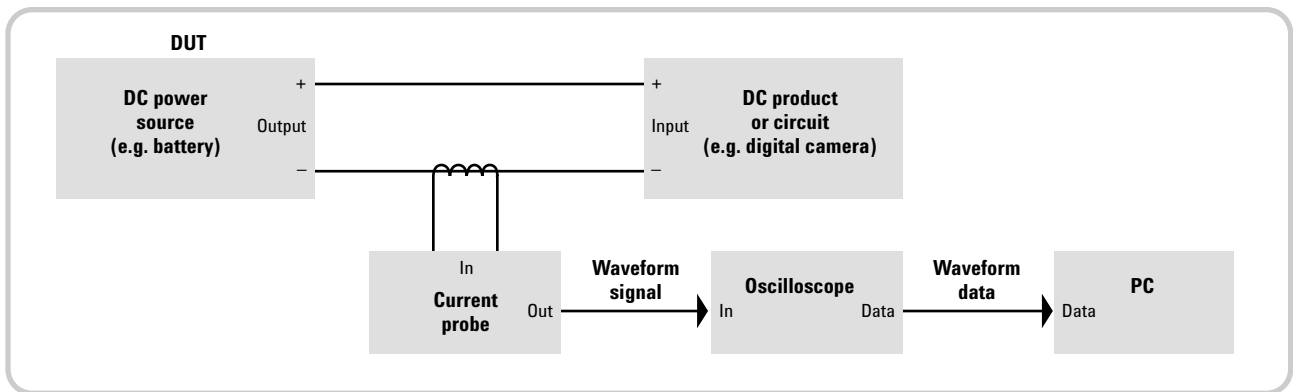 DUT
DC power
source
(e.g. battery)
+
Output
–
+
Input
–
DC product
or circuit
(e.g. digital camera)
In
Current
probe
Out
Waveform
signal
In
Oscilloscope
Data
Waveform
data
Data
PC